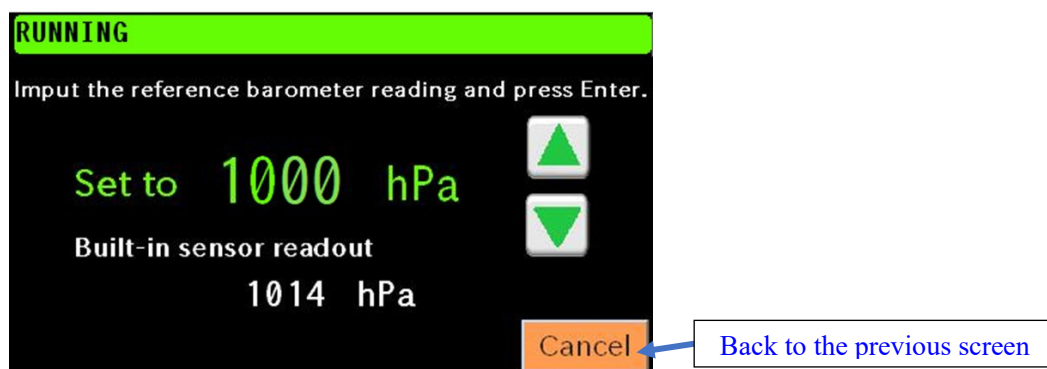 RUNNING
Imput the reference barometer reading and press Enter.
Set to 1000 hPa
Built-in sensor readout
1014 hPa
Cancel
Back to the previous screen